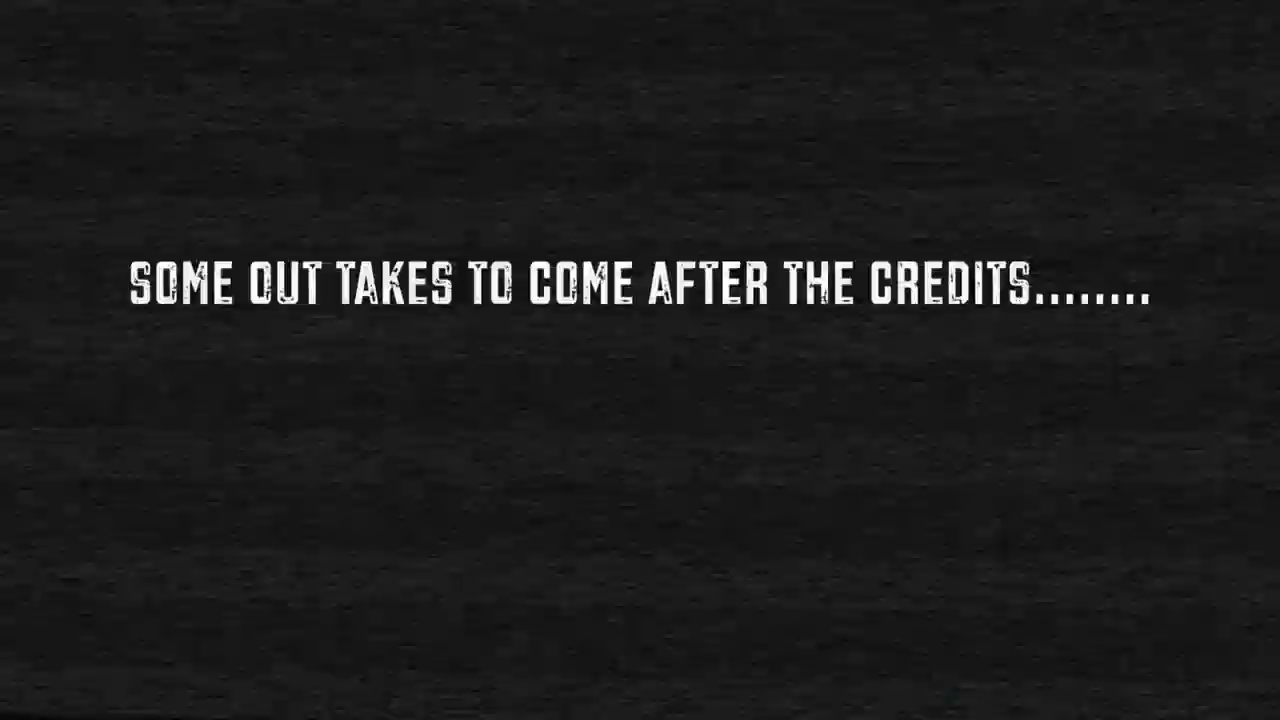 SOME OUT TAKES TO COME AFTER THE CREDITS........